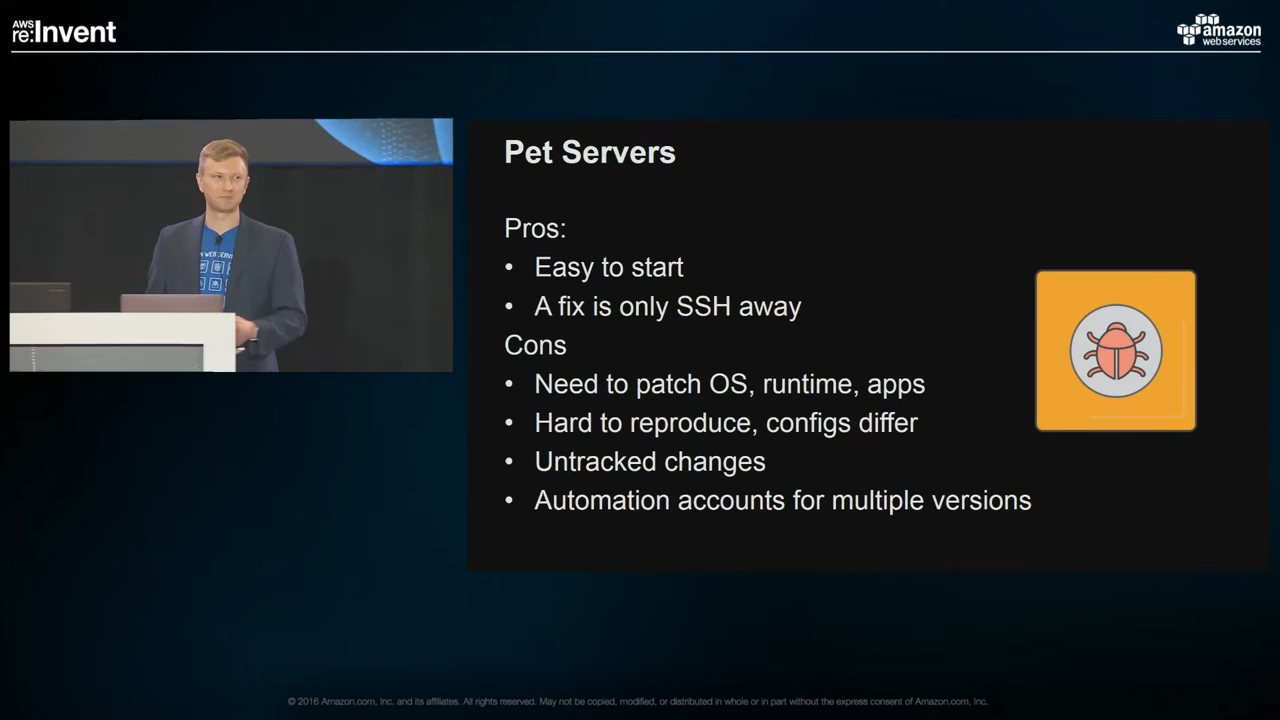 AWS
re:Invent
amazon
web services
N WEB SERV
Pet Servers
Pros:
• Easy to start
• A fix is only SSH away
Cons
• Need to patch OS, runtime, apps
• Hard to reproduce, configs differ
• Untracked changes
• Automation accounts for multiple versions
© 2016 Amazon.com, Inc. and its affiliates. All rights reserved. May not be copied, modified, or distributed in whole or in part without the express consent of Amazon.com, Inc.